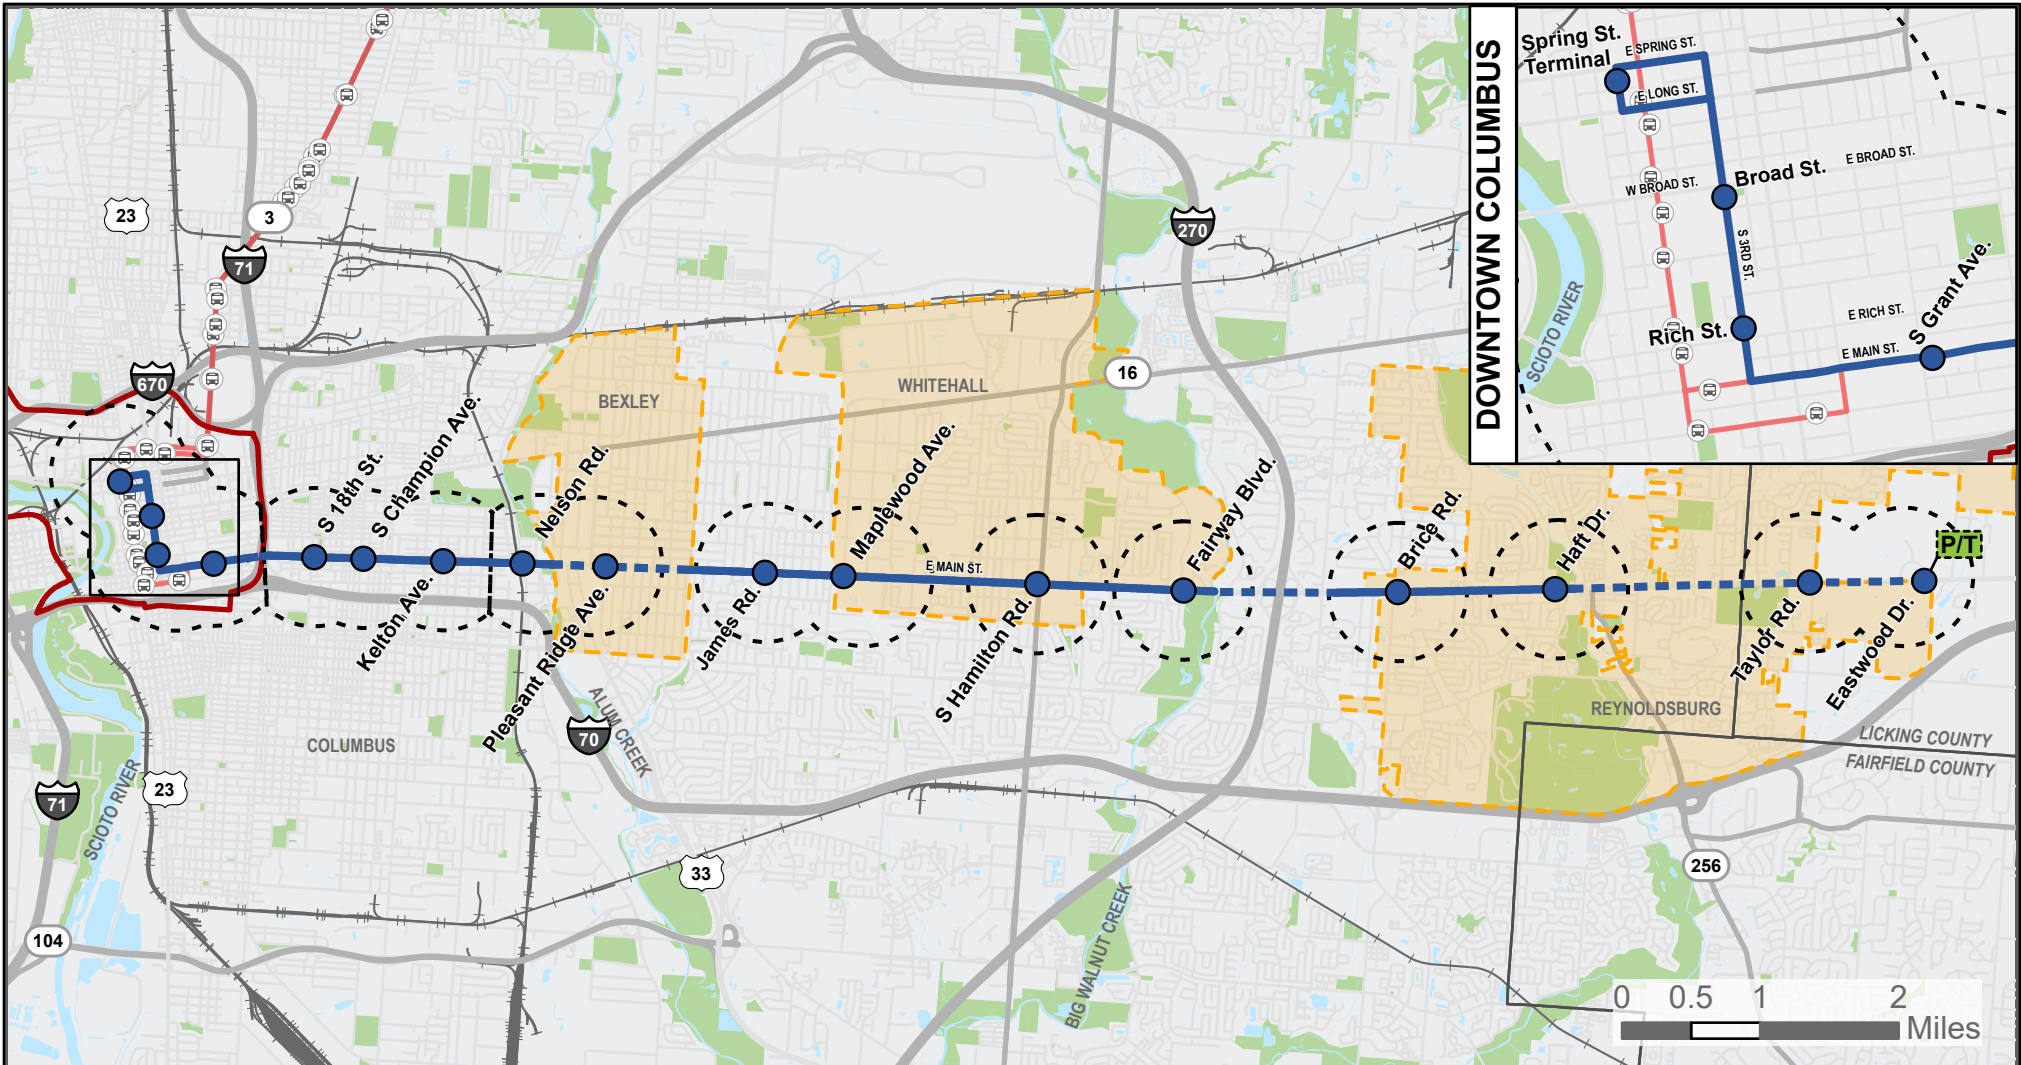 DOWNTOWN COLUMBUS
Spring St.
Terminal
E SPRING ST.
E LONG ST.
Broad St.
E BROAD ST.
W BROAD ST.
S 3RD ST.
SCIOTO RIVER
Rich St.
E RICH ST.
E MAIN ST.
S Grant Ave.
23
3
71
270
670
16
BEXLEY
WHITEHALL
S 18th St.
S Champion Ave.
Kelton Ave.
Nelson Rd.
Pleasant Ridge Ave.
James Rd.
Maplewood Ave.
E MAIN ST.
S Hamilton Rd.
Fairway Blvd.
Brice Rd.
Haft Dr.
Taylor Rd.
Eastwood Dr.
P/T
COLUMBUS
ALUM CREEK
70
REYNOLDSBURG
LICKING COUNTY
FAIRFIELD COUNTY
71
23
SCIOTO RIVER
33
256
104
BIG WALNUT CREEK
0 0.5 1 2
Miles